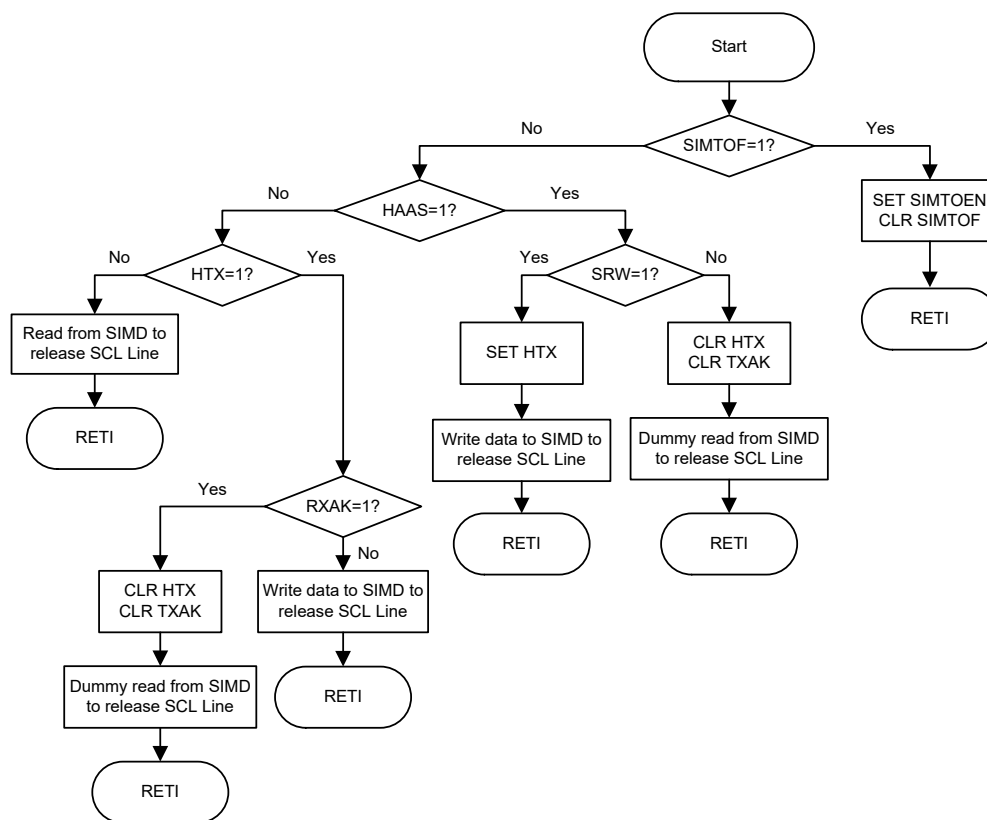 Start
No
SIMTOF=1?
Yes
SET SIMTOEN
CLR SIMTOF
RETI
No
HAAS=1?
Yes
No
HTX=1?
Yes
Yes
SRW=1?
No
Read from SIMD to
release SCL Line
RETI
SET HTX
Write data to SIMD to
release SCL Line
RETI
CLR HTX
CLR TXAK
Dummy read from SIMD
to release SCL Line
RETI
Yes
RXAK=1?
No
CLR HTX
CLR TXAK
Dummy read from SIMD
to release SCL Line
RETI
Write data to SIMD to
release SCL Line
RETI